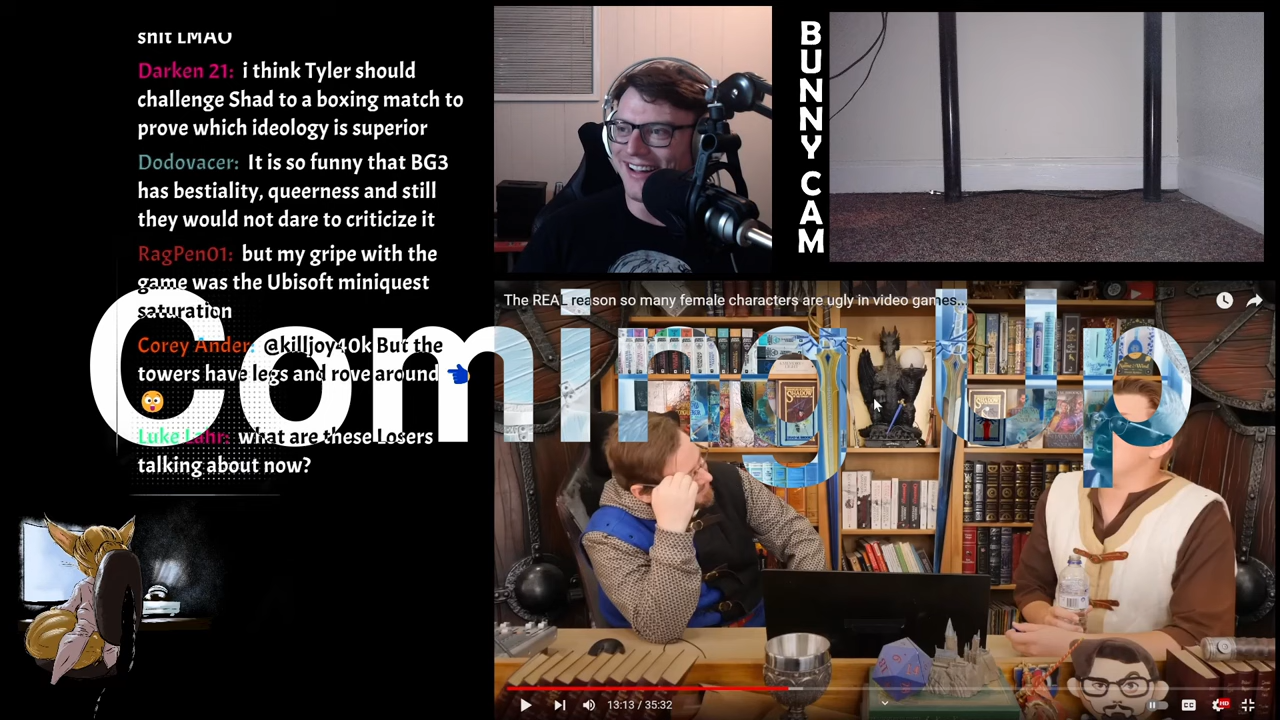 shit LMAO
Darken 21: i think Tyler should
challenge Shad to a boxing match to
prove which ideology is superior
Dodovacer: It is so funny that BG3
has bestiality, queerness and still
they would not dare to criticize it
RagPen01: but my gripe with the
game was the Ubisoft miniquest
saturation
Corey Ander: @killjoy40k But the
towers have legs and rove around
Luke Lahr: what are these Losers
talking about now?
Coming Up
BUNNY CAM
The REAL reason so many female characters are ugly in video games...
SHADOW
13:13 / 35:32
CC
HD